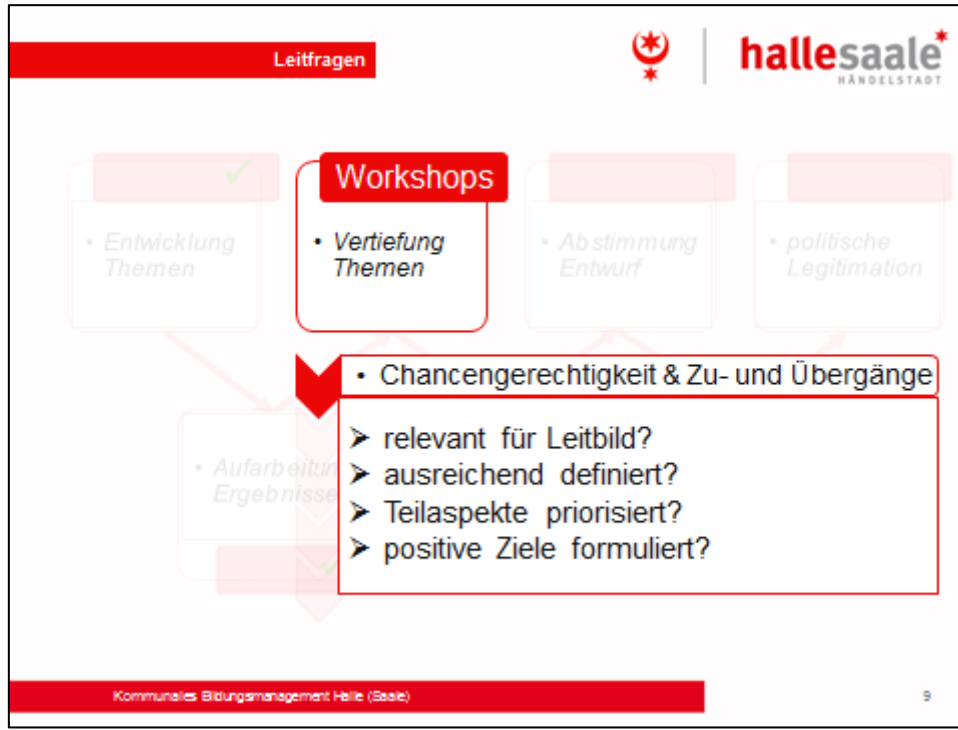 Leitfragen
hallesaale*
HÄNDELSTADT
Workshops
• Entwicklung
Themen
• Vertiefung
Themen
• Abstimmung
Entwurf
• politische
Legitimation
• Chancengerechtigkeit & Zu- und Übergänge
• Aufarbeitun
Ergebnisse
➤ relevant für Leitbild?
➤ ausreichend definiert?
➤ Teilaspekte priorisiert?
➤ positive Ziele formuliert?
Kommunales Bildungsmanagement Halle (Saale)
9